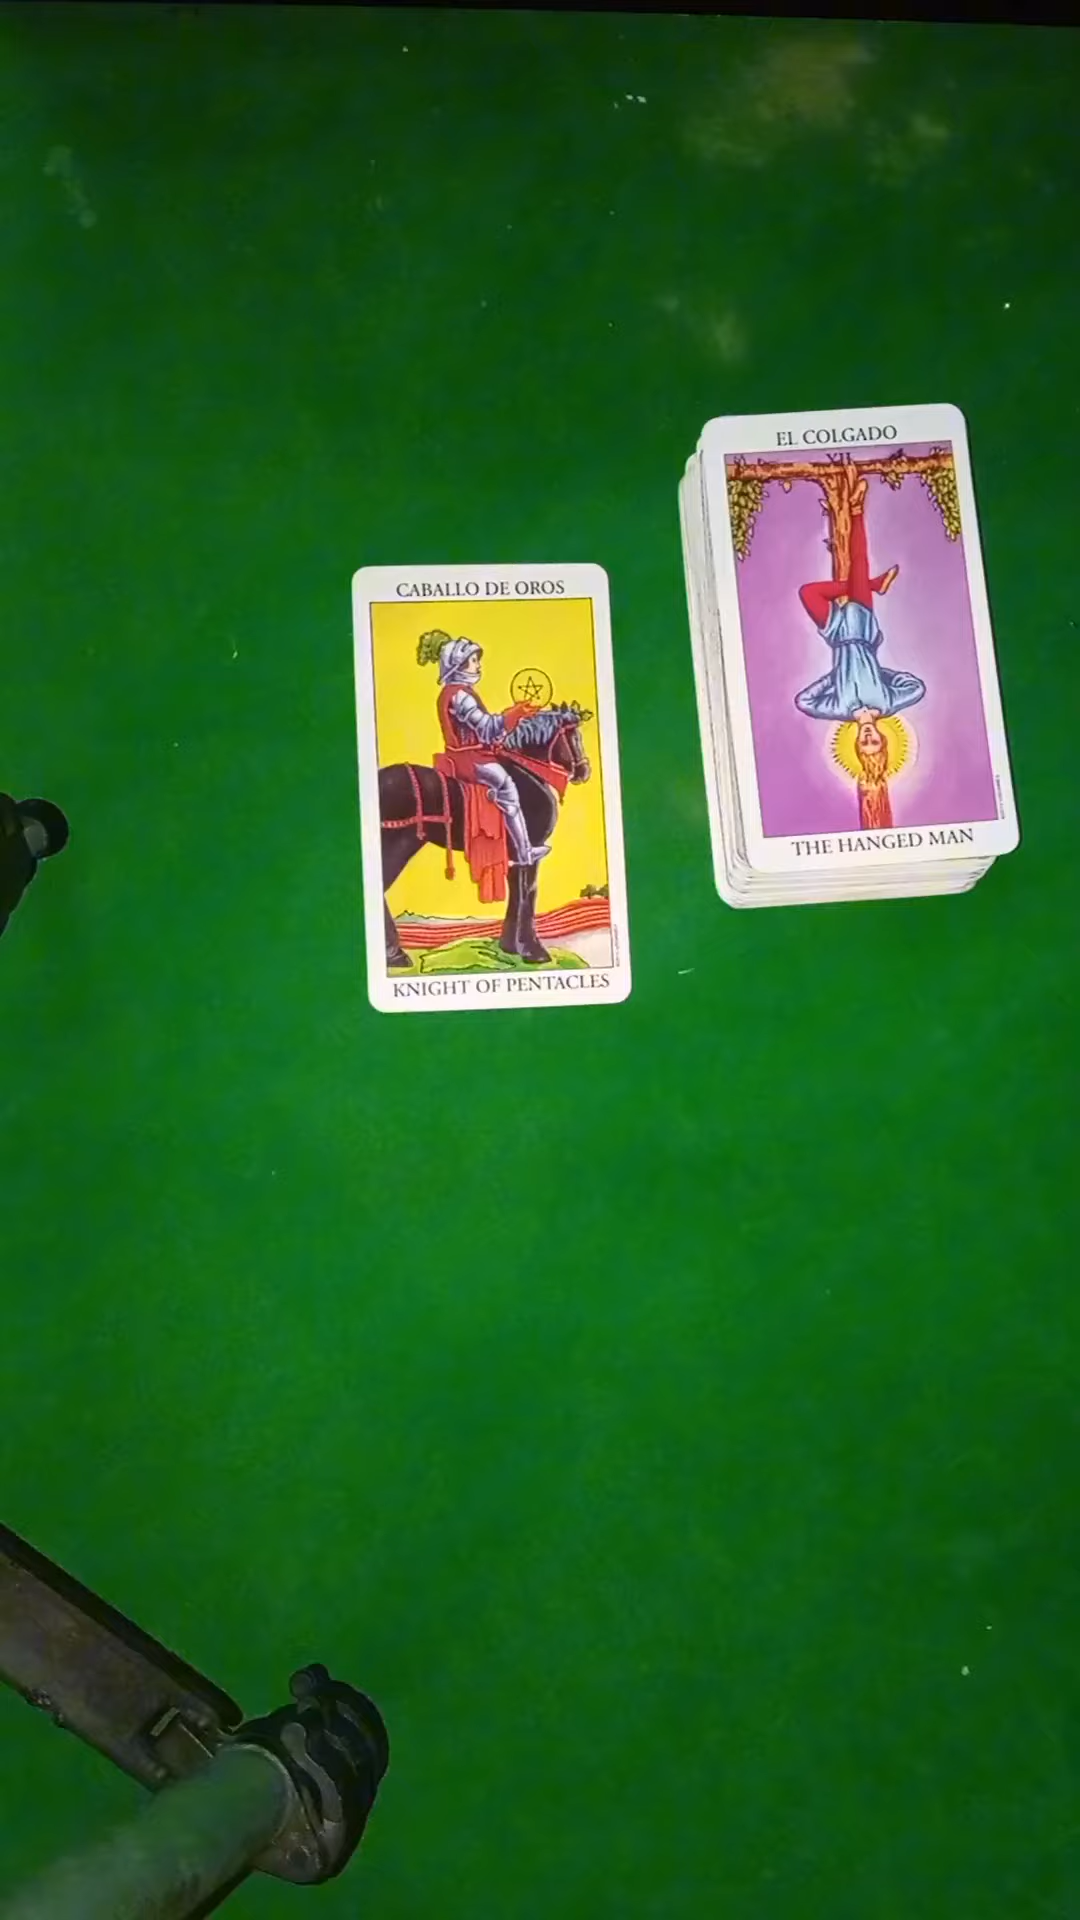 EL COLGADO
XII
THE HANGED MAN
CABALLO DE OROS
KNIGHT OF PENTACLES